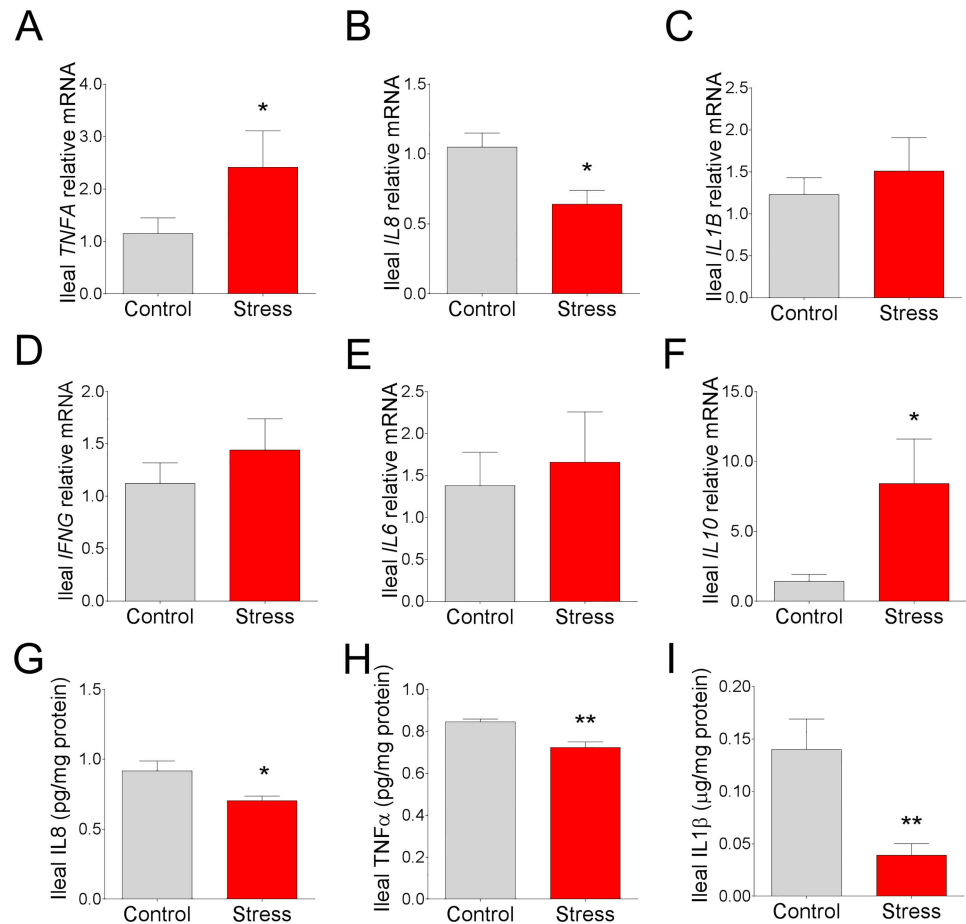 A
Ileal TNFA relative mRNA
4.0
3.0
2.0
1.0
0.0
*
Control Stress
B
Ileal IL8 relative mRNA
1.5
1.0
0.5
0.0
*
Control Stress
C
Ileal IL1B relative mRNA
2.5
2.0
1.5
1.0
0.5
0.0
Control Stress
D
Ileal IFNG relative mRNA
2.0
1.5
1.0
0.5
0.0
Control Stress
E
Ileal IL6 relative mRNA
2.5
2.0
1.5
1.0
0.5
0.0
Control Stress
F
Ileal IL10 relative mRNA
15.0
10.0
5.0
0.0
*
Control Stress
G
Ileal IL8 (pg/mg protein)
1.5
1.0
0.5
0.0
*
Control Stress
H
Ileal TNFα (pg/mg protein)
1.0
0.8
0.6
0.4
0.2
0.0
**
Control Stress
I
Ileal IL1β (μg/mg protein)
0.20
0.15
0.10
0.05
0.00
**
Control Stress